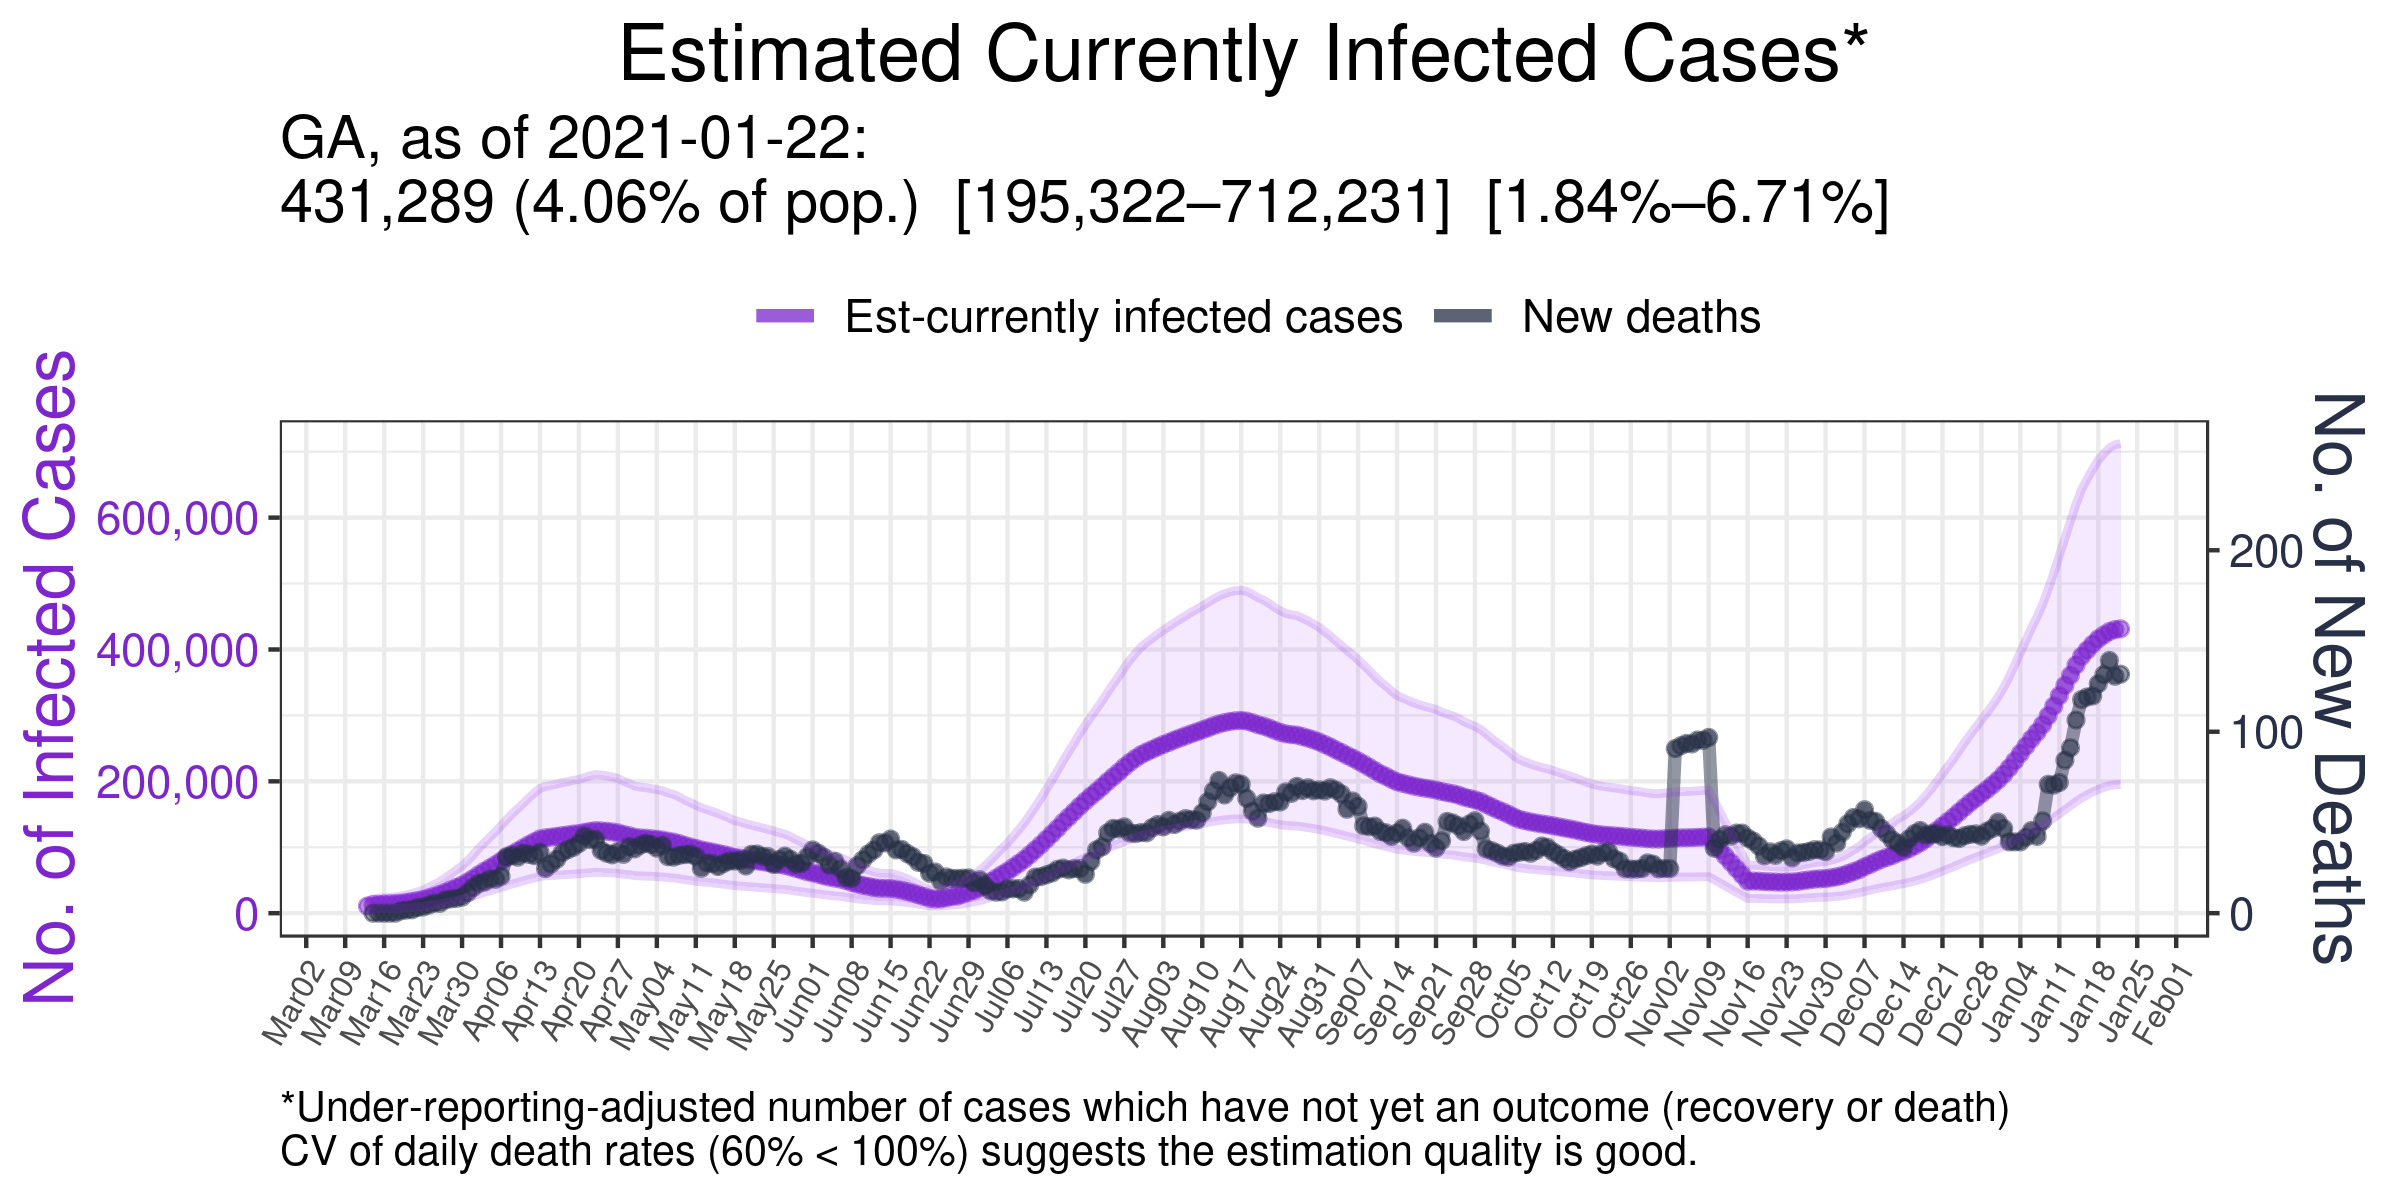 Estimated Currently Infected Cases*
GA, as of 2021-01-22:
431,289 (4.06% of pop.)  [195,322–712,231]  [1.84%–6.71%]
Est-currently infected cases
New deaths
No. of Infected Cases
600,000
400,000
200,000
0
200
100
0
No. of New Deaths
Mar02
Mar09
Mar16
Mar23
Mar30
Apr06
Apr13
Apr20
Apr27
May04
May11
May18
May25
Jun01
Jun08
Jun15
Jun22
Jun29
Jul06
Jul13
Jul20
Jul27
Aug03
Aug10
Aug17
Aug24
Aug31
Sep07
Sep14
Sep21
Sep28
Oct05
Oct12
Oct19
Oct26
Nov02
Nov09
Nov16
Nov23
Nov30
Dec07
Dec14
Dec21
Dec28
Jan04
Jan11
Jan18
Jan25
Feb01
*Under-reporting-adjusted number of cases which have not yet an outcome (recovery or death)
CV of daily death rates (60% < 100%) suggests the estimation quality is good.